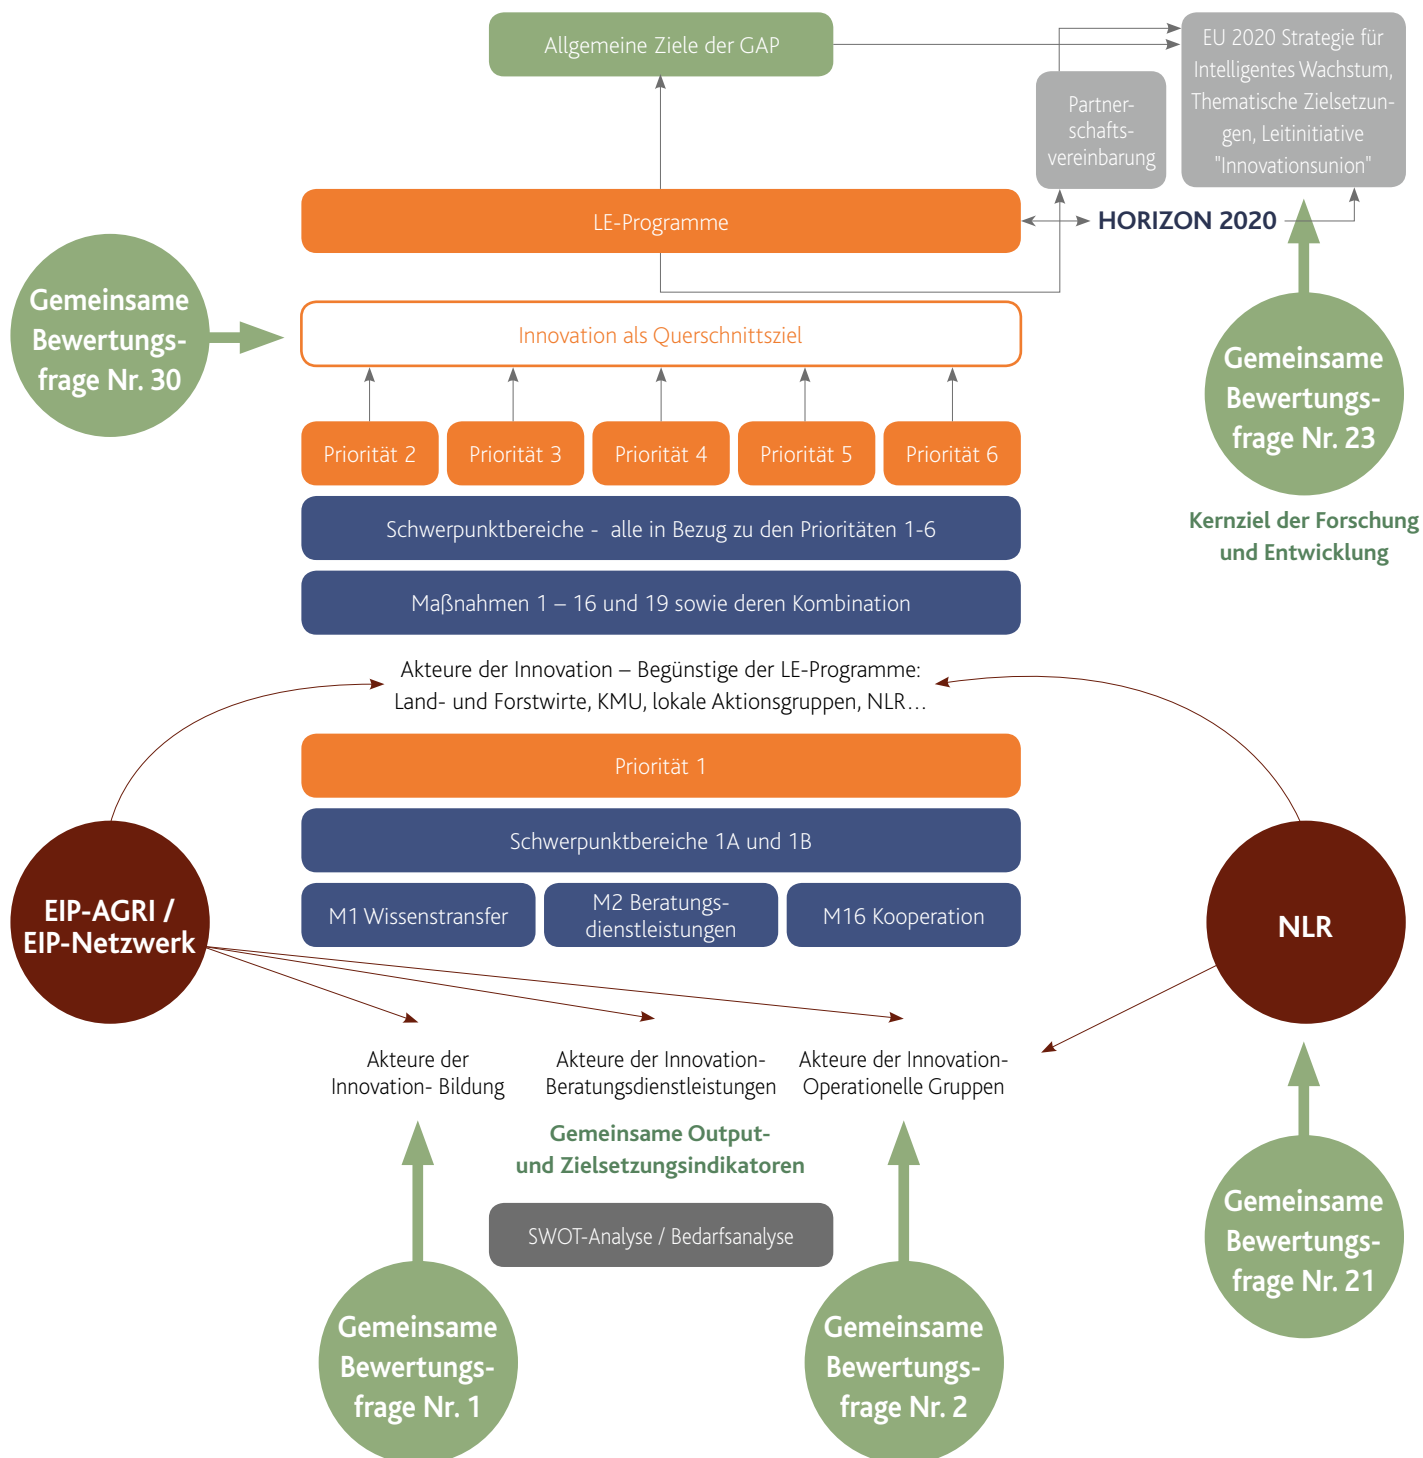 Allgemeine Ziele der GAP
EU 2020 Strategie für
Intelligentes Wachstum,
Thematische Zielsetzun-
gen, Leitinitiative
"Innovationsunion"
Partner-
schafts-
vereinbarung
LE-Programme
HORIZON 2020
Gemeinsame
Bewertungs-
frage Nr. 30
Innovation als Querschnittsziel
Gemeinsame
Bewertungs-
frage Nr. 23
Priorität 2
Priorität 3
Priorität 4
Priorität 5
Priorität 6
Kernziel der Forschung
und Entwicklung
Schwerpunktbereiche - alle in Bezug zu den Prioritäten 1-6
Maßnahmen 1 – 16 und 19 sowie deren Kombination
Akteure der Innovation – Begünstige der LE-Programme:
Land- und Forstwirte, KMU, lokale Aktionsgruppen, NLR…
Priorität 1
Schwerpunktbereiche 1A und 1B
EIP-AGRI /
EIP-Netzwerk
M1 Wissenstransfer
M2 Beratungs-
dienstleistungen
M16 Kooperation
NLR
Akteure der
Innovation- Bildung
Akteure der Innovation-
Beratungsdienstleistungen
Akteure der Innovation-
Operationelle Gruppen
Gemeinsame Output-
und Zielsetzungsindikatoren
SWOT-Analyse / Bedarfsanalyse
Gemeinsame
Bewertungs-
frage Nr. 21
Gemeinsame
Bewertungs-
frage Nr. 1
Gemeinsame
Bewertungs-
frage Nr. 2